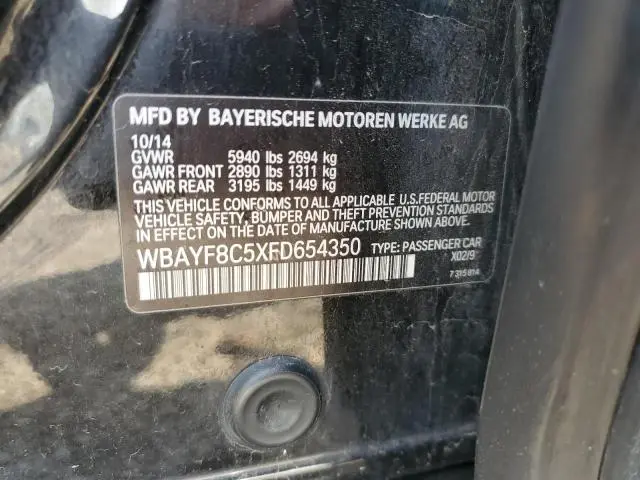 MFD BY BAYERISCHE MOTOREN WERKE AG
10/14
GVWR 5940 lbs 2694 kg
GAWR FRONT 2890 lbs 1311 kg
GAWR REAR 3195 lbs 1449 kg
THIS VEHICLE CONFORMS TO ALL APPLICABLE U.S. FEDERAL MOTOR
VEHICLE SAFETY, BUMPER AND THEFT PREVENTION STANDARDS
IN EFFECT ON THE DATE OF MANUFACTURE SHOWN ABOVE.
WBAYF8C5XFD654350 TYPE: PASSENGER CAR
X02/9
7315814